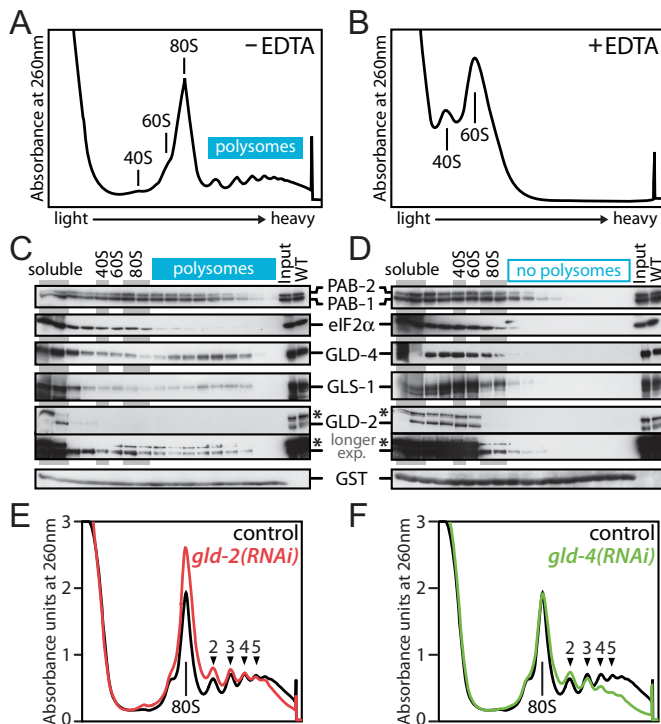 A
− EDTA
Absorbance at 260nm
80S
60S
40S
polysomes
light
heavy
B
+EDTA
Absorbance at 260nm
40S
60S
light
heavy
C
soluble
40S
60S
80S
polysomes
Input
WT
D
soluble
40S
60S
80S
no polysomes
Input
WT
PAB-2
PAB-1
eIF2α
GLD-4
GLS-1
* GLD-2 *
* longer exp. *
GST
E
control
gld-2(RNAi)
Absorbance units at 260nm
3
2
1
0
2 3 4 5
80S
F
control
gld-4(RNAi)
Absorbance units at 260nm
3
2
1
0
2 3 4 5
80S